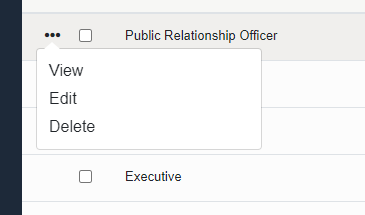 ••• Public Relationship Officer
View
Edit
Delete
Executive